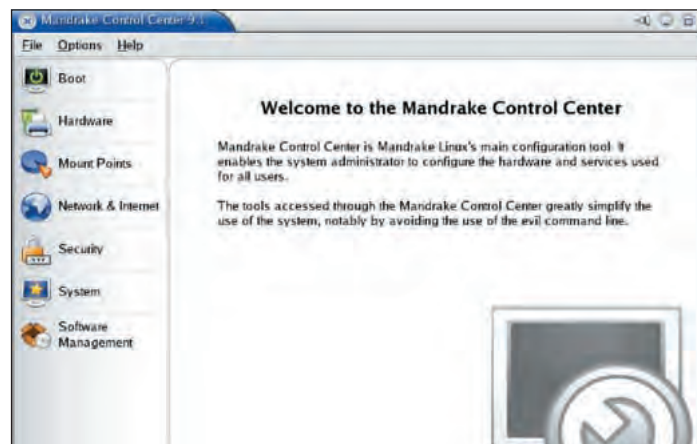 Mandrake Control Center 9.1
File Options Help
Boot
Hardware
Mount Points
Network & Internet
Security
System
Software
Management
Welcome to the Mandrake Control Center
Mandrake Control Center is Mandrake Linux's main configuration tool. It
enables the system administrator to configure the hardware and services used
for all users.
The tools accessed through the Mandrake Control Center greatly simplify the
use of the system, notably by avoiding the use of the evil command line.